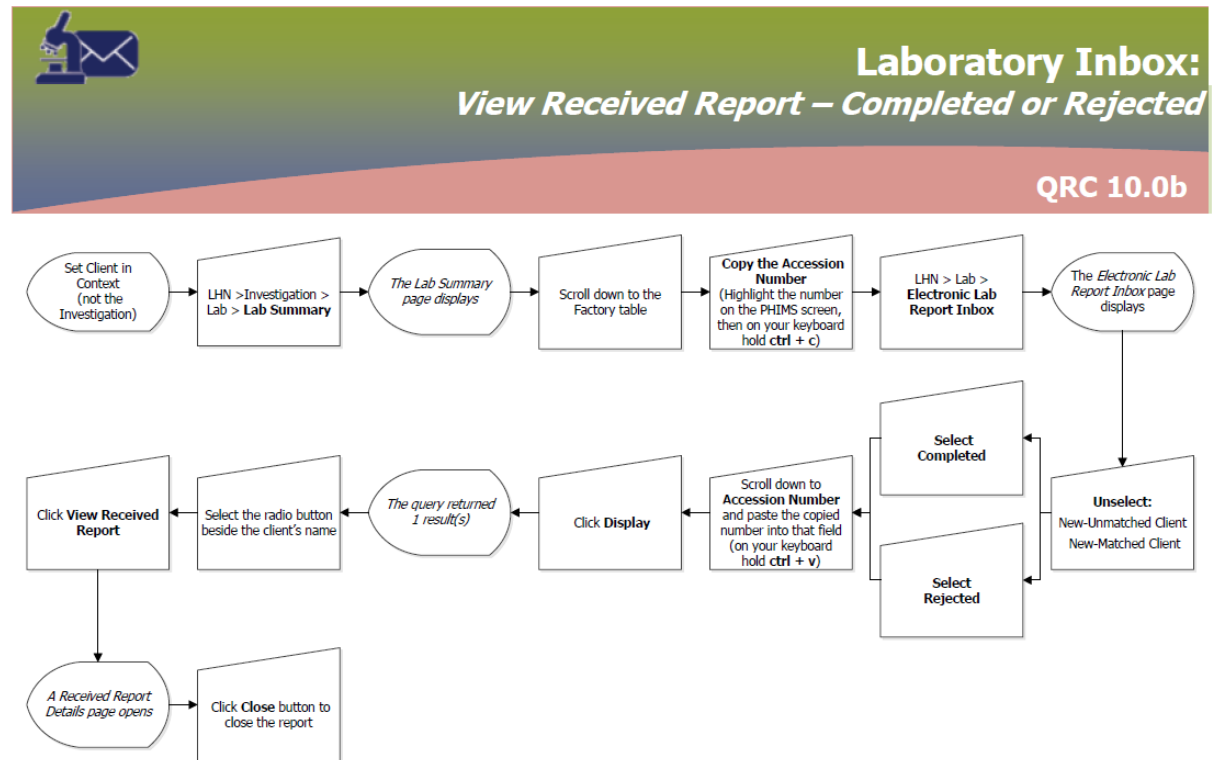 Laboratory Inbox:
View Received Report – Completed or Rejected
QRC 10.0b
Set Client in
Context
(not the
Investigation)
LHN >Investigation >
Lab > Lab Summary
The Lab Summary
page displays
Scroll down to the
Factory table
Copy the Accession
Number
(Highlight the number
on the PHIMS screen,
then on your keyboard
hold ctrl + c)
LHN > Lab >
Electronic Lab
Report Inbox
The Electronic Lab
Report Inbox page
displays
Unselect:
New-Unmatched Client
New-Matched Client
Select
Completed
Select
Rejected
Scroll down to
Accession Number
and paste the copied
number into that field
(on your keyboard
hold ctrl + v)
Click Display
The query returned
1 result(s)
Select the radio button
beside the client's name
Click View Received
Report
A Received Report
Details page opens
Click Close button to
close the report